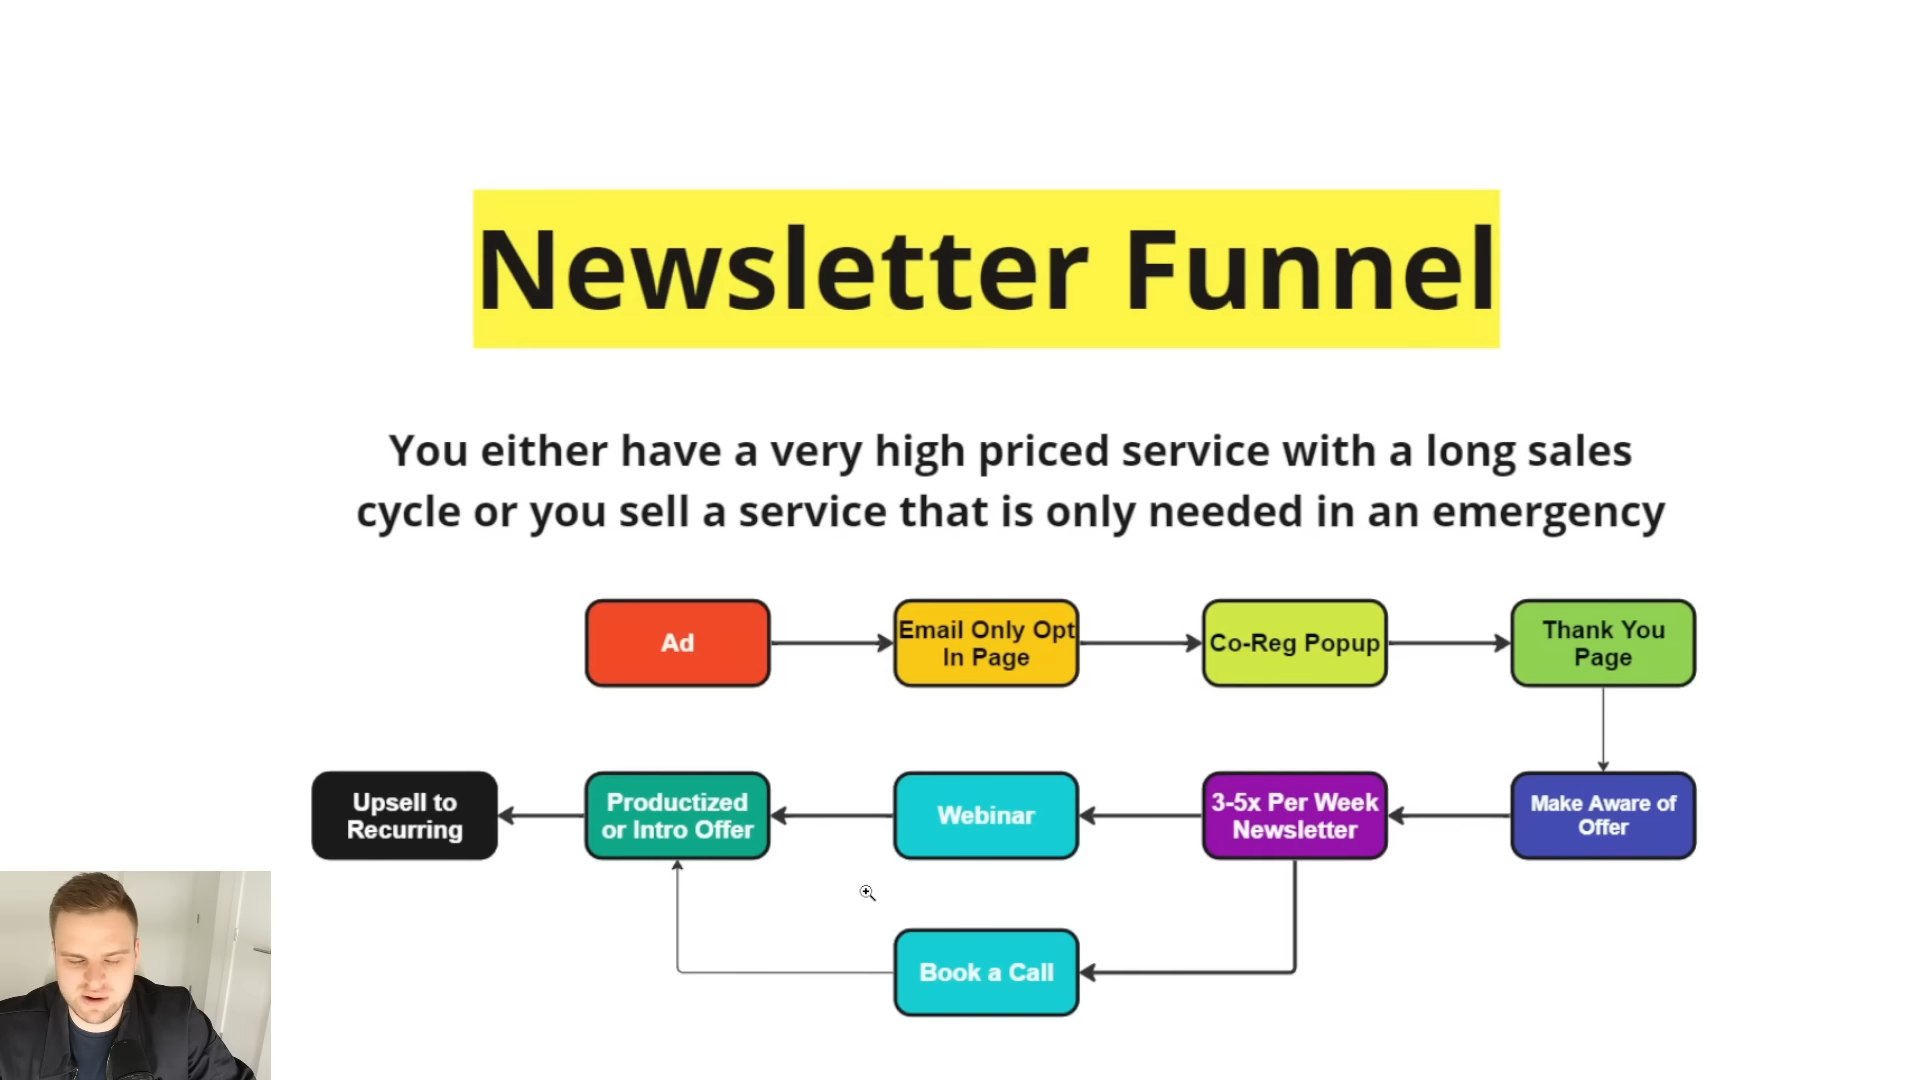 Newsletter Funnel
You either have a very high priced service with a long sales
cycle or you sell a service that is only needed in an emergency
Ad
Email Only Opt
In Page
Co-Reg Popup
Thank You
Page
Upsell to
Recurring
Productized
or Intro Offer
Webinar
3-5x Per Week
Newsletter
Make Aware of
Offer
Book a Call